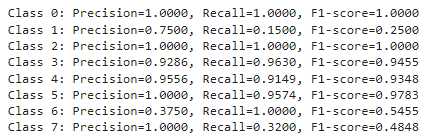 Class 0: Precision=1.0000, Recall=1.0000, F1-score=1.0000
Class 1: Precision=0.7500, Recall=0.1500, F1-score=0.2500
Class 2: Precision=1.0000, Recall=1.0000, F1-score=1.0000
Class 3: Precision=0.9286, Recall=0.9630, F1-score=0.9455
Class 4: Precision=0.9556, Recall=0.9149, F1-score=0.9348
Class 5: Precision=1.0000, Recall=0.9574, F1-score=0.9783
Class 6: Precision=0.3750, Recall=1.0000, F1-score=0.5455
Class 7: Precision=1.0000, Recall=0.3200, F1-score=0.4848